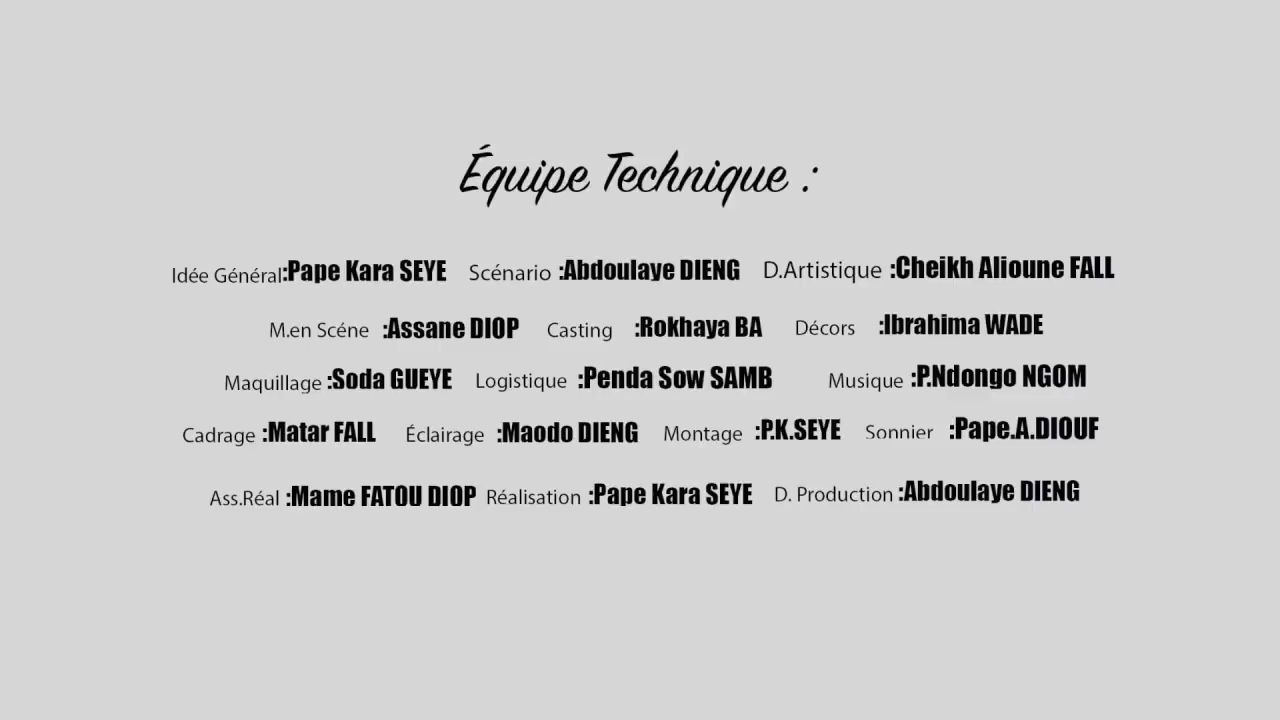 Équipe Technique :
Idée Général:Pape Kara SEYE Scénario :Abdoulaye DIENG D.Artistique :Cheikh Alioune FALL
M.en Scéne :Assane DIOP Casting :Rokhaya BA Décors :Ibrahima WADE
Maquillage :Soda GUEYE Logistique :Penda Sow SAMB Musique :P.Ndongo NGOM
Cadrage :Matar FALL Éclairage :Maodo DIENG Montage :P.K.SEYE Sonnier :Pape.A.DIOUF
Ass.Réal :Mame FATOU DIOP Réalisation :Pape Kara SEYE D. Production :Abdoulaye DIENG